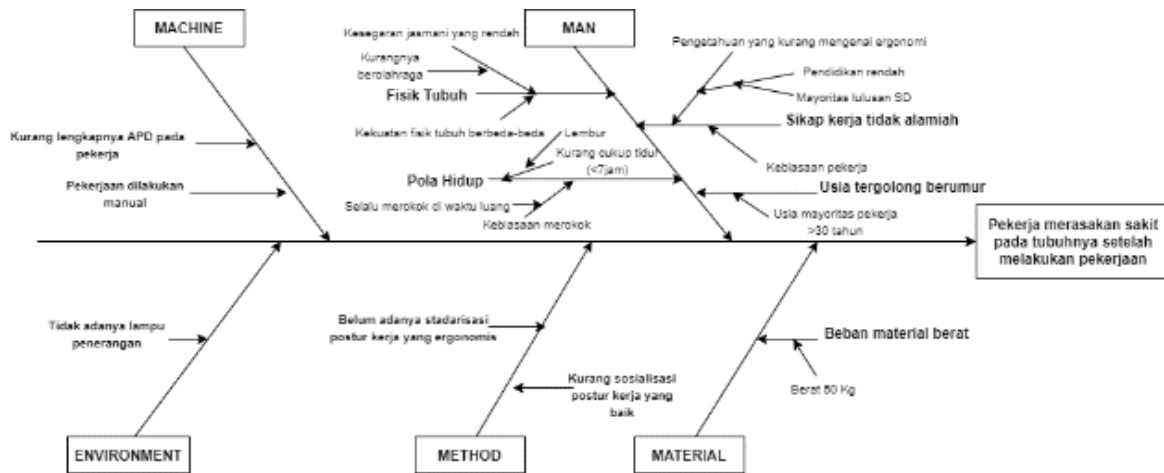 MACHINE
MAN
Kesegaran jasmani yang rendah
Kurangnya
berolahraga
Fisik Tubuh
Kekuatan fisik tubuh berbeda-beda
Pengetahuan yang kurang mengenai ergonomi
Pendidikan rendah
Mayoritas lulusan SD
Sikap kerja tidak alamiah
Kebiasaan pekerja
Kurang lengkapnya APD pada
pekerja
Pekerjaan dilakukan
manual
Lembur
Kurang cukup tidur
(<7jam)
Pola Hidup
Selalu merokok di waktu luang
Kebiasaan merokok
Usia tergolong berumur
Usia mayoritas pekerja
>30 tahun
Pekerja merasakan sakit
pada tubuhnya setelah
melakukan pekerjaan
Tidak adanya lampu
penerangan
Belum adanya stadarisasi
postur kerja yang ergonomis
Kurang sosialisasi
postur kerja yang
baik
Beban material berat
Berat 80 Kg
ENVIRONMENT
METHOD
MATERIAL